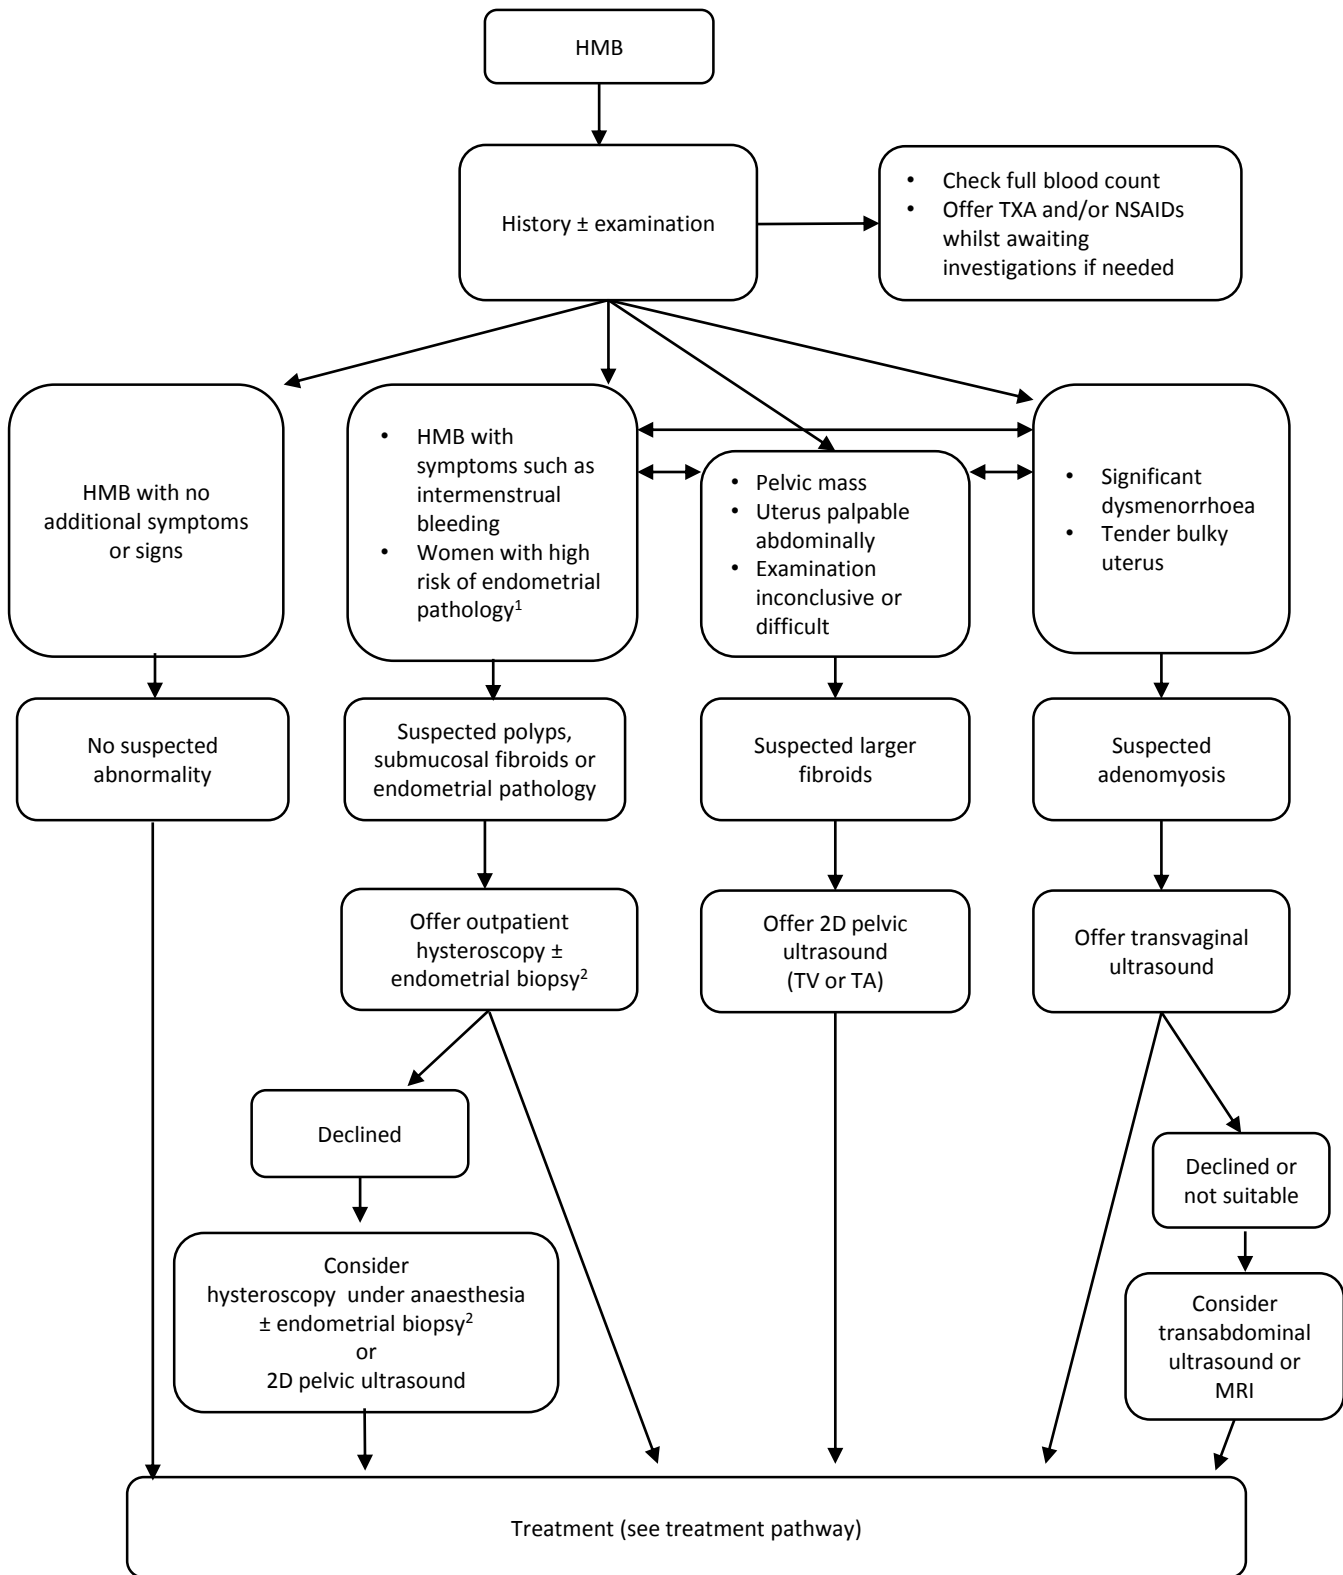 HMB
History ± examination
• Check full blood count
• Offer TXA and/or NSAIDs
whilst awaiting
investigations if needed
HMB with no
additional symptoms
or signs
• HMB with
symptoms such as
intermenstrual
bleeding
• Women with high
risk of endometrial
pathology¹
• Pelvic mass
• Uterus palpable
abdominally
• Examination
inconclusive or
difficult
• Significant
dysmenorrhoea
• Tender bulky
uterus
No suspected
abnormality
Suspected polyps,
submucosal fibroids or
endometrial pathology
Suspected larger
fibroids
Suspected
adenomyosis
Offer outpatient
hysteroscopy ±
endometrial biopsy²
Offer 2D pelvic
ultrasound
(TV or TA)
Offer transvaginal
ultrasound
Declined
Declined or
not suitable
Consider
hysteroscopy under anaesthesia
± endometrial biopsy²
or
2D pelvic ultrasound
Consider
transabdominal
ultrasound or
MRI
Treatment (see treatment pathway)